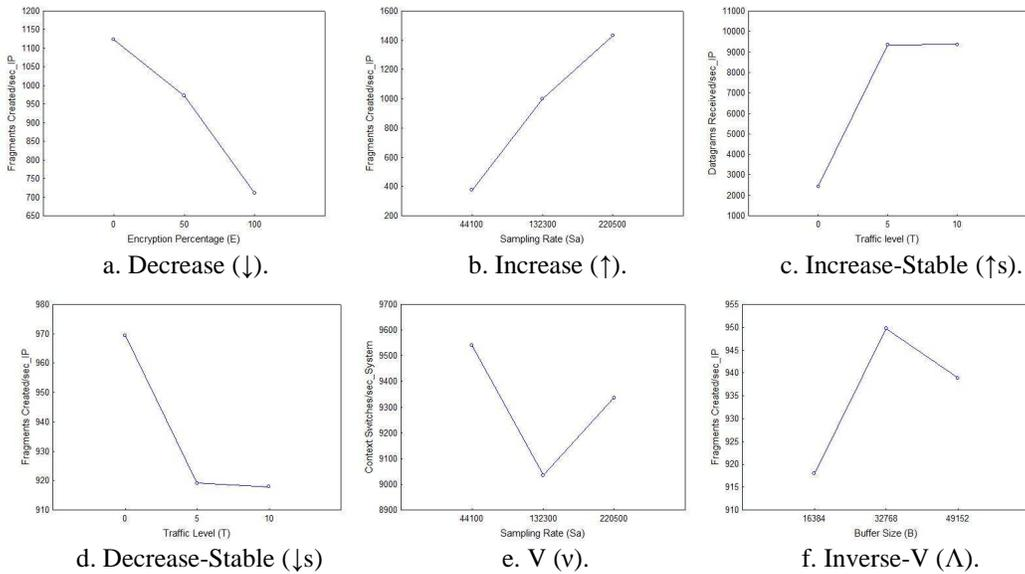 1200
1150
1100
1050
1000
950
900
850
800
750
700
650
Fragments Created/sec_IP
0 50 100
Encryption Percentage (E)
a. Decrease (↓).
1600
1400
1200
1000
800
600
400
200
Fragments Created/sec_IP
44100 132300 220500
Sampling Rate (Sa)
b. Increase (↑).
11000
10000
9000
8000
7000
6000
5000
4000
3000
2000
1000
Datagrams Received/sec_IP
0 5 10
Traffic level (T)
c. Increase-Stable (↑s).
980
970
960
950
940
930
920
910
Fragments Created/sec_IP
0 5 10
Traffic Level (T)
d. Decrease-Stable (↓s)
9700
9600
9500
9400
9300
9200
9100
9000
8900
Context Switches/sec_System
44100 132300 220500
Sampling Rate (Sa)
e. V (ν).
955
950
945
940
935
930
925
920
915
910
Fragments Created/sec_IP
16384 32768 49152
Buffer Size (B)
f. Inverse-V (Λ).